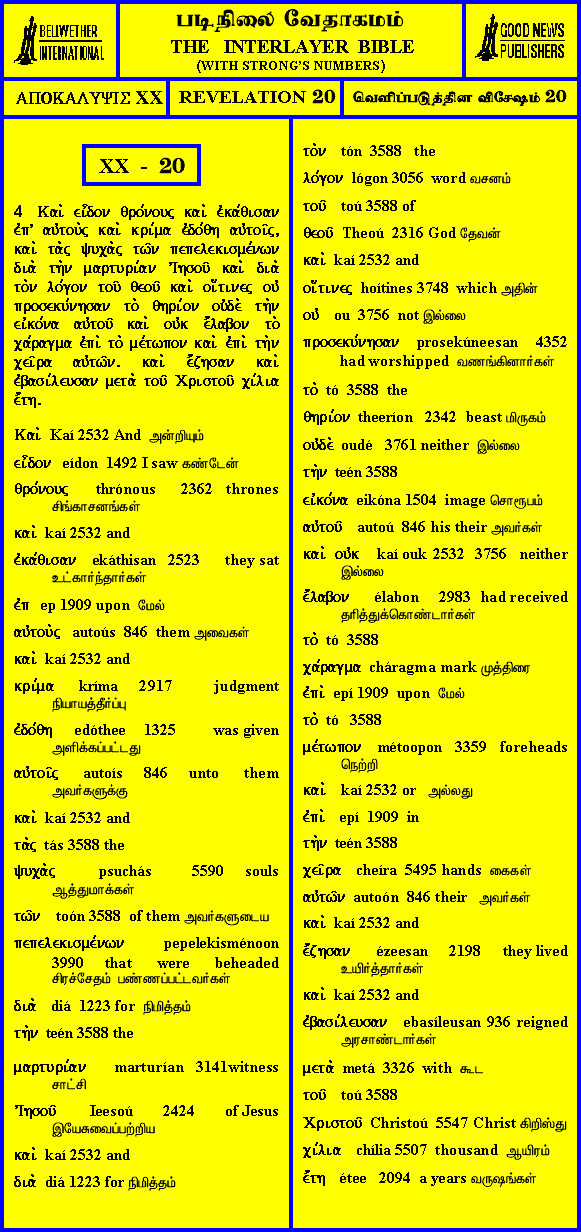 BELLWETHER
INTERNATIONAL
படிநிலை வேதாகமம்
THE INTERLAYER BIBLE
(WITH STRONG'S NUMBERS)
GOOD NEWS
PUBLISHERS
ΑΠΟΚΑΛΥΨΙΣ XX
REVELATION 20
வெளிப்படுத்தின விசேஷம் 20
XX - 20
4 Καὶ εἶδον θρόνους καὶ ἐκάθισαν
ἐπ' αὐτοὺς καὶ κρίμα ἐδόθη αὐτοῖς,
καὶ τὰς ψυχὰς τῶν πεπελεκισμένων
διὰ τὴν μαρτυρίαν Ἰησοῦ καὶ διὰ
τὸν λόγον τοῦ θεοῦ καὶ οἵτινες οὐ
προσεκύνησαν τὸ θηρίον οὐδὲ τὴν
εἰκόνα αὐτοῦ καὶ οὐκ ἔλαβον τὸ
χάραγμα ἐπὶ τὸ μέτωπον καὶ ἐπὶ τὴν
χεῖρα αὐτῶν. καὶ ἔζησαν καὶ
ἐβασίλευσαν μετὰ τοῦ Χριστοῦ χίλια
ἔτη.
Καὶ Kaí 2532 And அன்றியும்
εἶδον eídon 1492 I saw கண்டேன்
θρόνους thrónous 2362 thrones
சிங்காசனங்கள்
καὶ kaí 2532 and
ἐκάθισαν ekáthisan 2523 they sat
உட்கார்ந்தார்கள்
ἐπ ep 1909 upon மேல்
αὐτοὺς autoús 846 them அவைகள்
καὶ kaí 2532 and
κρίμα kríma 2917 judgment
நியாயத்தீர்ப்பு
ἐδόθη edóthee 1325 was given
அளிக்கப்பட்டது
αὐτοῖς autoís 846 unto them
அவர்களுக்கு
καὶ kaí 2532 and
τὰς tás 3588 the
ψυχὰς psuchás 5590 souls
ஆத்துமாக்கள்
τῶν toón 3588 of them அவர்களுடைய
πεπελεκισμένων pepelekisménoon
3990 that were beheaded
சிரச்சேதம் பண்ணப்பட்டவர்கள்
διὰ diá 1223 for நிமித்தம்
τὴν teén 3588 the
μαρτυρίαν marturían 3141witness
சாட்சி
Ἰησοῦ Ieesoú 2424 of Jesus
இயேசுவைப்பற்றிய
καὶ kaí 2532 and
διὰ diá 1223 for நிமித்தம்
τὸν tón 3588 the
λόγον lógon 3056 word வசனம்
τοῦ toú 3588 of
θεοῦ Theoú 2316 God தேவன்
καὶ kaí 2532 and
οἵτινες hoítines 3748 which அதின்
οὐ ou 3756 not இல்லை
προσεκύνησαν prosekúneesan 4352
had worshipped வணங்கினார்கள்
τὸ tó 3588 the
θηρίον theeríon 2342 beast மிருகம்
οὐδὲ oudé 3761 neither இல்லை
τὴν teén 3588
εἰκόνα eikóna 1504 image சொரூபம்
αὐτοῦ autoú 846 his their அவர்கள்
καὶ οὐκ kaí ouk 2532 3756 neither
இல்லை
ἔλαβον élabon 2983 had received
தரித்துக்கொண்டார்கள்
τὸ tó 3588
χάραγμα cháragma mark முத்திரை
ἐπὶ epí 1909 upon மேல்
τὸ tó 3588
μέτωπον métoopon 3359 foreheads
நெற்றி
καὶ kaí 2532 or அல்லது
ἐπὶ epí 1909 in
τὴν teén 3588
χεῖρα cheíra 5495 hands கைகள்
αὐτῶν autoón 846 their அவர்கள்
καὶ kaí 2532 and
ἔζησαν ézeesan 2198 they lived
உயிர்த்தார்கள்
καὶ kaí 2532 and
ἐβασίλευσαν ebasíleusan 936 reigned
அரசாண்டார்கள்
μετὰ metá 3326 with கூட
τοῦ toú 3588
Χριστοῦ Christoú 5547 Christ கிறிஸ்து
χίλια chília 5507 thousand ஆயிரம்
ἔτη étee 2094 a years வருஷங்கள்